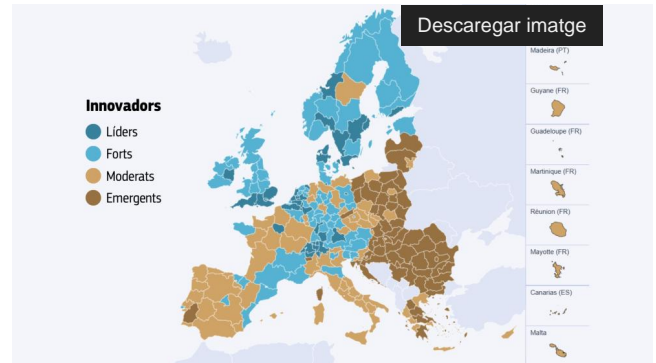 Descaregar imatge
Innovadors
Líders
Forts
Moderats
Emergents
Madeira (PT)
Guyane (FR)
Guadeloupe (FR)
Martinique (FR)
Réunion (FR)
Mayotte (FR)
Canarias (ES)
Malta